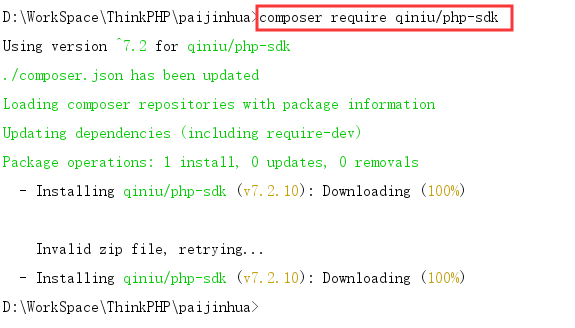 D:\WorkSpace\ThinkPHP\paijinhua>composer require qiniu/php-sdk
Using version ^7.2 for qiniu/php-sdk
./composer.json has been updated
Loading composer repositories with package information
Updating dependencies (including require-dev)
Package operations: 1 install, 0 updates, 0 removals
  - Installing qiniu/php-sdk (v7.2.10): Downloading (100%)
    Invalid zip file, retrying...
  - Installing qiniu/php-sdk (v7.2.10): Downloading (100%)
D:\WorkSpace\ThinkPHP\paijinhua>